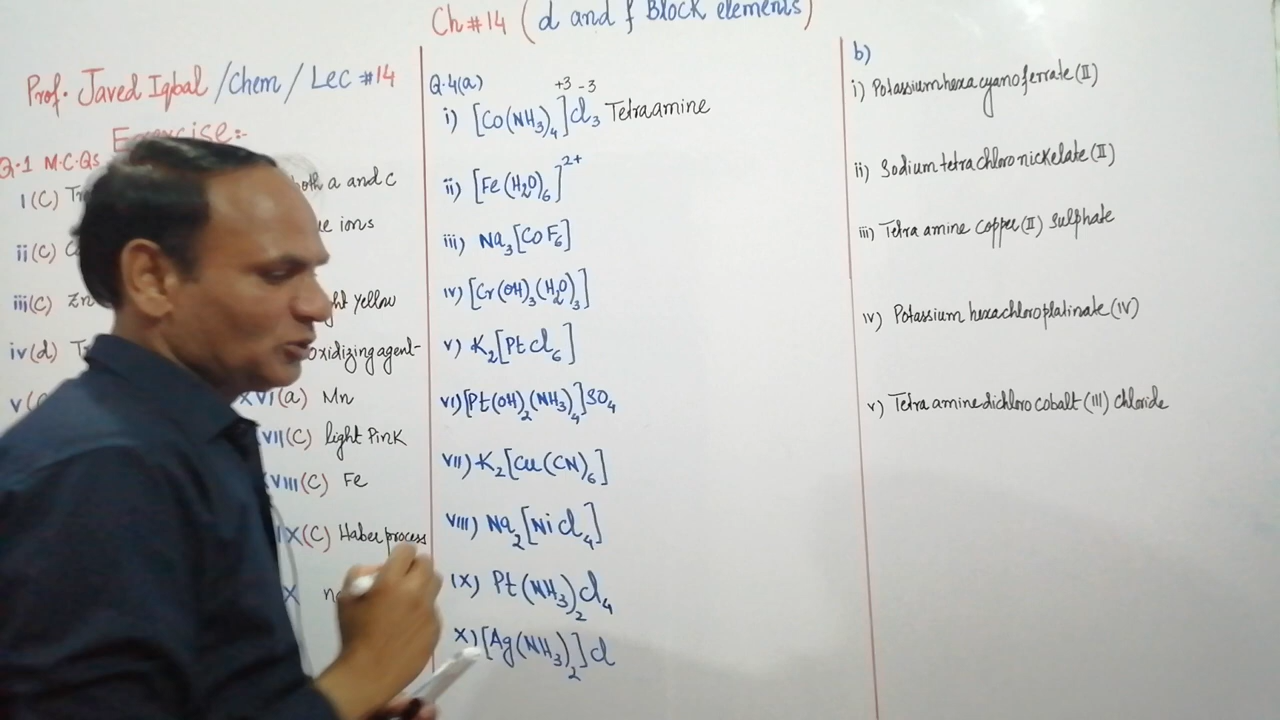 Ch#14 (d and f Block elements)
Prof. Javed Iqbal /Chem / Lec #14
Exercise:-
Q.1 M.C.Qs
both a and c
1(C)
ions
ii(C)
iii(C) Zn
Yellow
iv(d)
oxidizing agent-
xvi(a) Mn
vii(C) light Pink
viii(C) Fe
ix(C) Haber process
x
Q.4(a)
+3 -3
i) [Co(NH3)4]Cl3 Tetraamine
ii) [Fe(H2O)6]2+
iii) Na3[CoF6]
iv) [Cr(OH)3(H2O)3]
v) K2[PtCl6]
vi) [Pt(OH)2(NH3)4]SO4
vii) K2[Cu(CN)6]
viii) Na2[NiCl4]
ix) Pt(NH3)2Cl4
x) [Ag(NH3)2]Cl
b)
i) Potassium hexacyanoferrate (II)
ii) Sodium tetrachloronickelate (II)
iii) Tetra amine copper (II) Sulphate
iv) Potassium hexachloroplatinate (IV)
v) Tetra amine dichloro cobalt (III) chloride